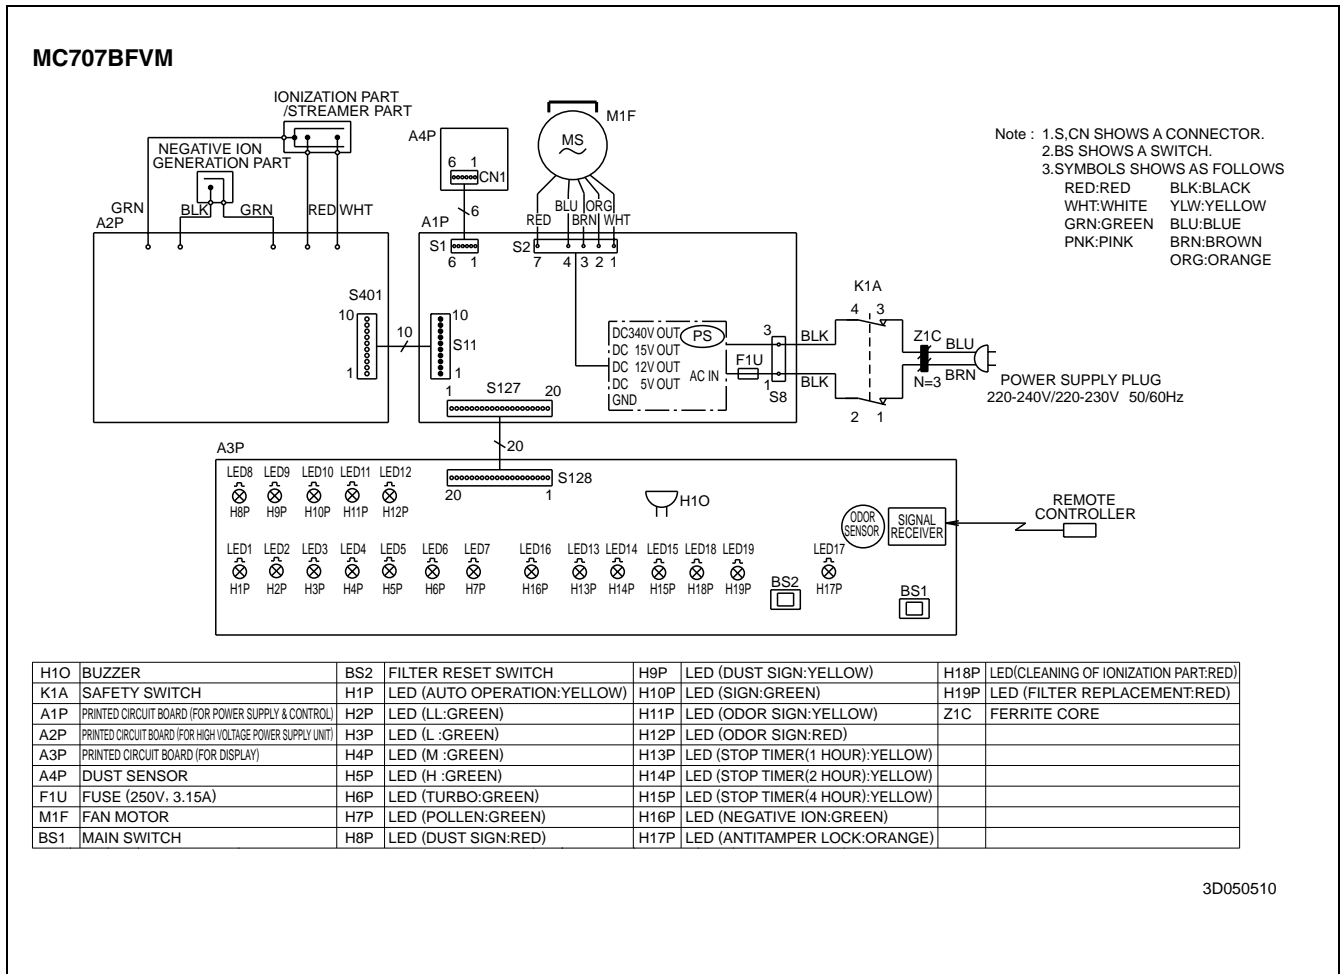 MC707BFVM
IONIZATION PART
/STREAMER PART
NEGATIVE ION
GENERATION PART
GRN
BLK
GRN
RED WHT
A2P
A4P
6 1
CN1
6
A1P
S1
6 1
M1F
MS
RED
BLU
BRN
ORG
WHT
S2
7 4 3 2 1
Note : 1.S,CN SHOWS A CONNECTOR.
2.BS SHOWS A SWITCH.
3.SYMBOLS SHOWS AS FOLLOWS
RED:RED BLK:BLACK
WHT:WHITE YLW:YELLOW
GRN:GREEN BLU:BLUE
PNK:PINK BRN:BROWN
ORG:ORANGE
S401
10
1
10
10
S11
1
DC340V OUT
DC 15V OUT
DC 12V OUT
DC 5V OUT
GND
PS
AC IN
F1U
3
1
S8
BLK
BLK
K1A
4 3
2 1
Z1C
N=3
BLU
BRN
POWER SUPPLY PLUG
220-240V/220-230V 50/60Hz
1 S127 20
20
A3P
S128
20 1
LED8 LED9 LED10 LED11 LED12
H8P H9P H10P H11P H12P
H1O
ODOR
SENSOR
SIGNAL
RECEIVER
REMOTE
CONTROLLER
LED1 LED2 LED3 LED4 LED5 LED6 LED7 LED16 LED13 LED14 LED15 LED18 LED19 LED17
H1P H2P H3P H4P H5P H6P H7P H16P H13P H14P H15P H18P H19P H17P
BS2
BS1
H1O BUZZER BS2 FILTER RESET SWITCH H9P LED (DUST SIGN:YELLOW) H18P LED(CLEANING OF IONIZATION PART:RED)
K1A SAFETY SWITCH H1P LED (AUTO OPERATION:YELLOW) H10P LED (SIGN:GREEN) H19P LED (FILTER REPLACEMENT:RED)
A1P PRINTED CIRCUIT BOARD (FOR POWER SUPPLY & CONTROL) H2P LED (LL:GREEN) H11P LED (ODOR SIGN:YELLOW) Z1C FERRITE CORE
A2P PRINTED CIRCUIT BOARD (FOR HIGH VOLTAGE POWER SUPPLY UNIT) H3P LED (L :GREEN) H12P LED (ODOR SIGN:RED)
A3P PRINTED CIRCUIT BOARD (FOR DISPLAY) H4P LED (M :GREEN) H13P LED (STOP TIMER(1 HOUR):YELLOW)
A4P DUST SENSOR H5P LED (H :GREEN) H14P LED (STOP TIMER(2 HOUR):YELLOW)
F1U FUSE (250V, 3.15A) H6P LED (TURBO:GREEN) H15P LED (STOP TIMER(4 HOUR):YELLOW)
M1F FAN MOTOR H7P LED (POLLEN:GREEN) H16P LED (NEGATIVE ION:GREEN)
BS1 MAIN SWITCH H8P LED (DUST SIGN:RED) H17P LED (ANTITAMPER LOCK:ORANGE)
3D050510